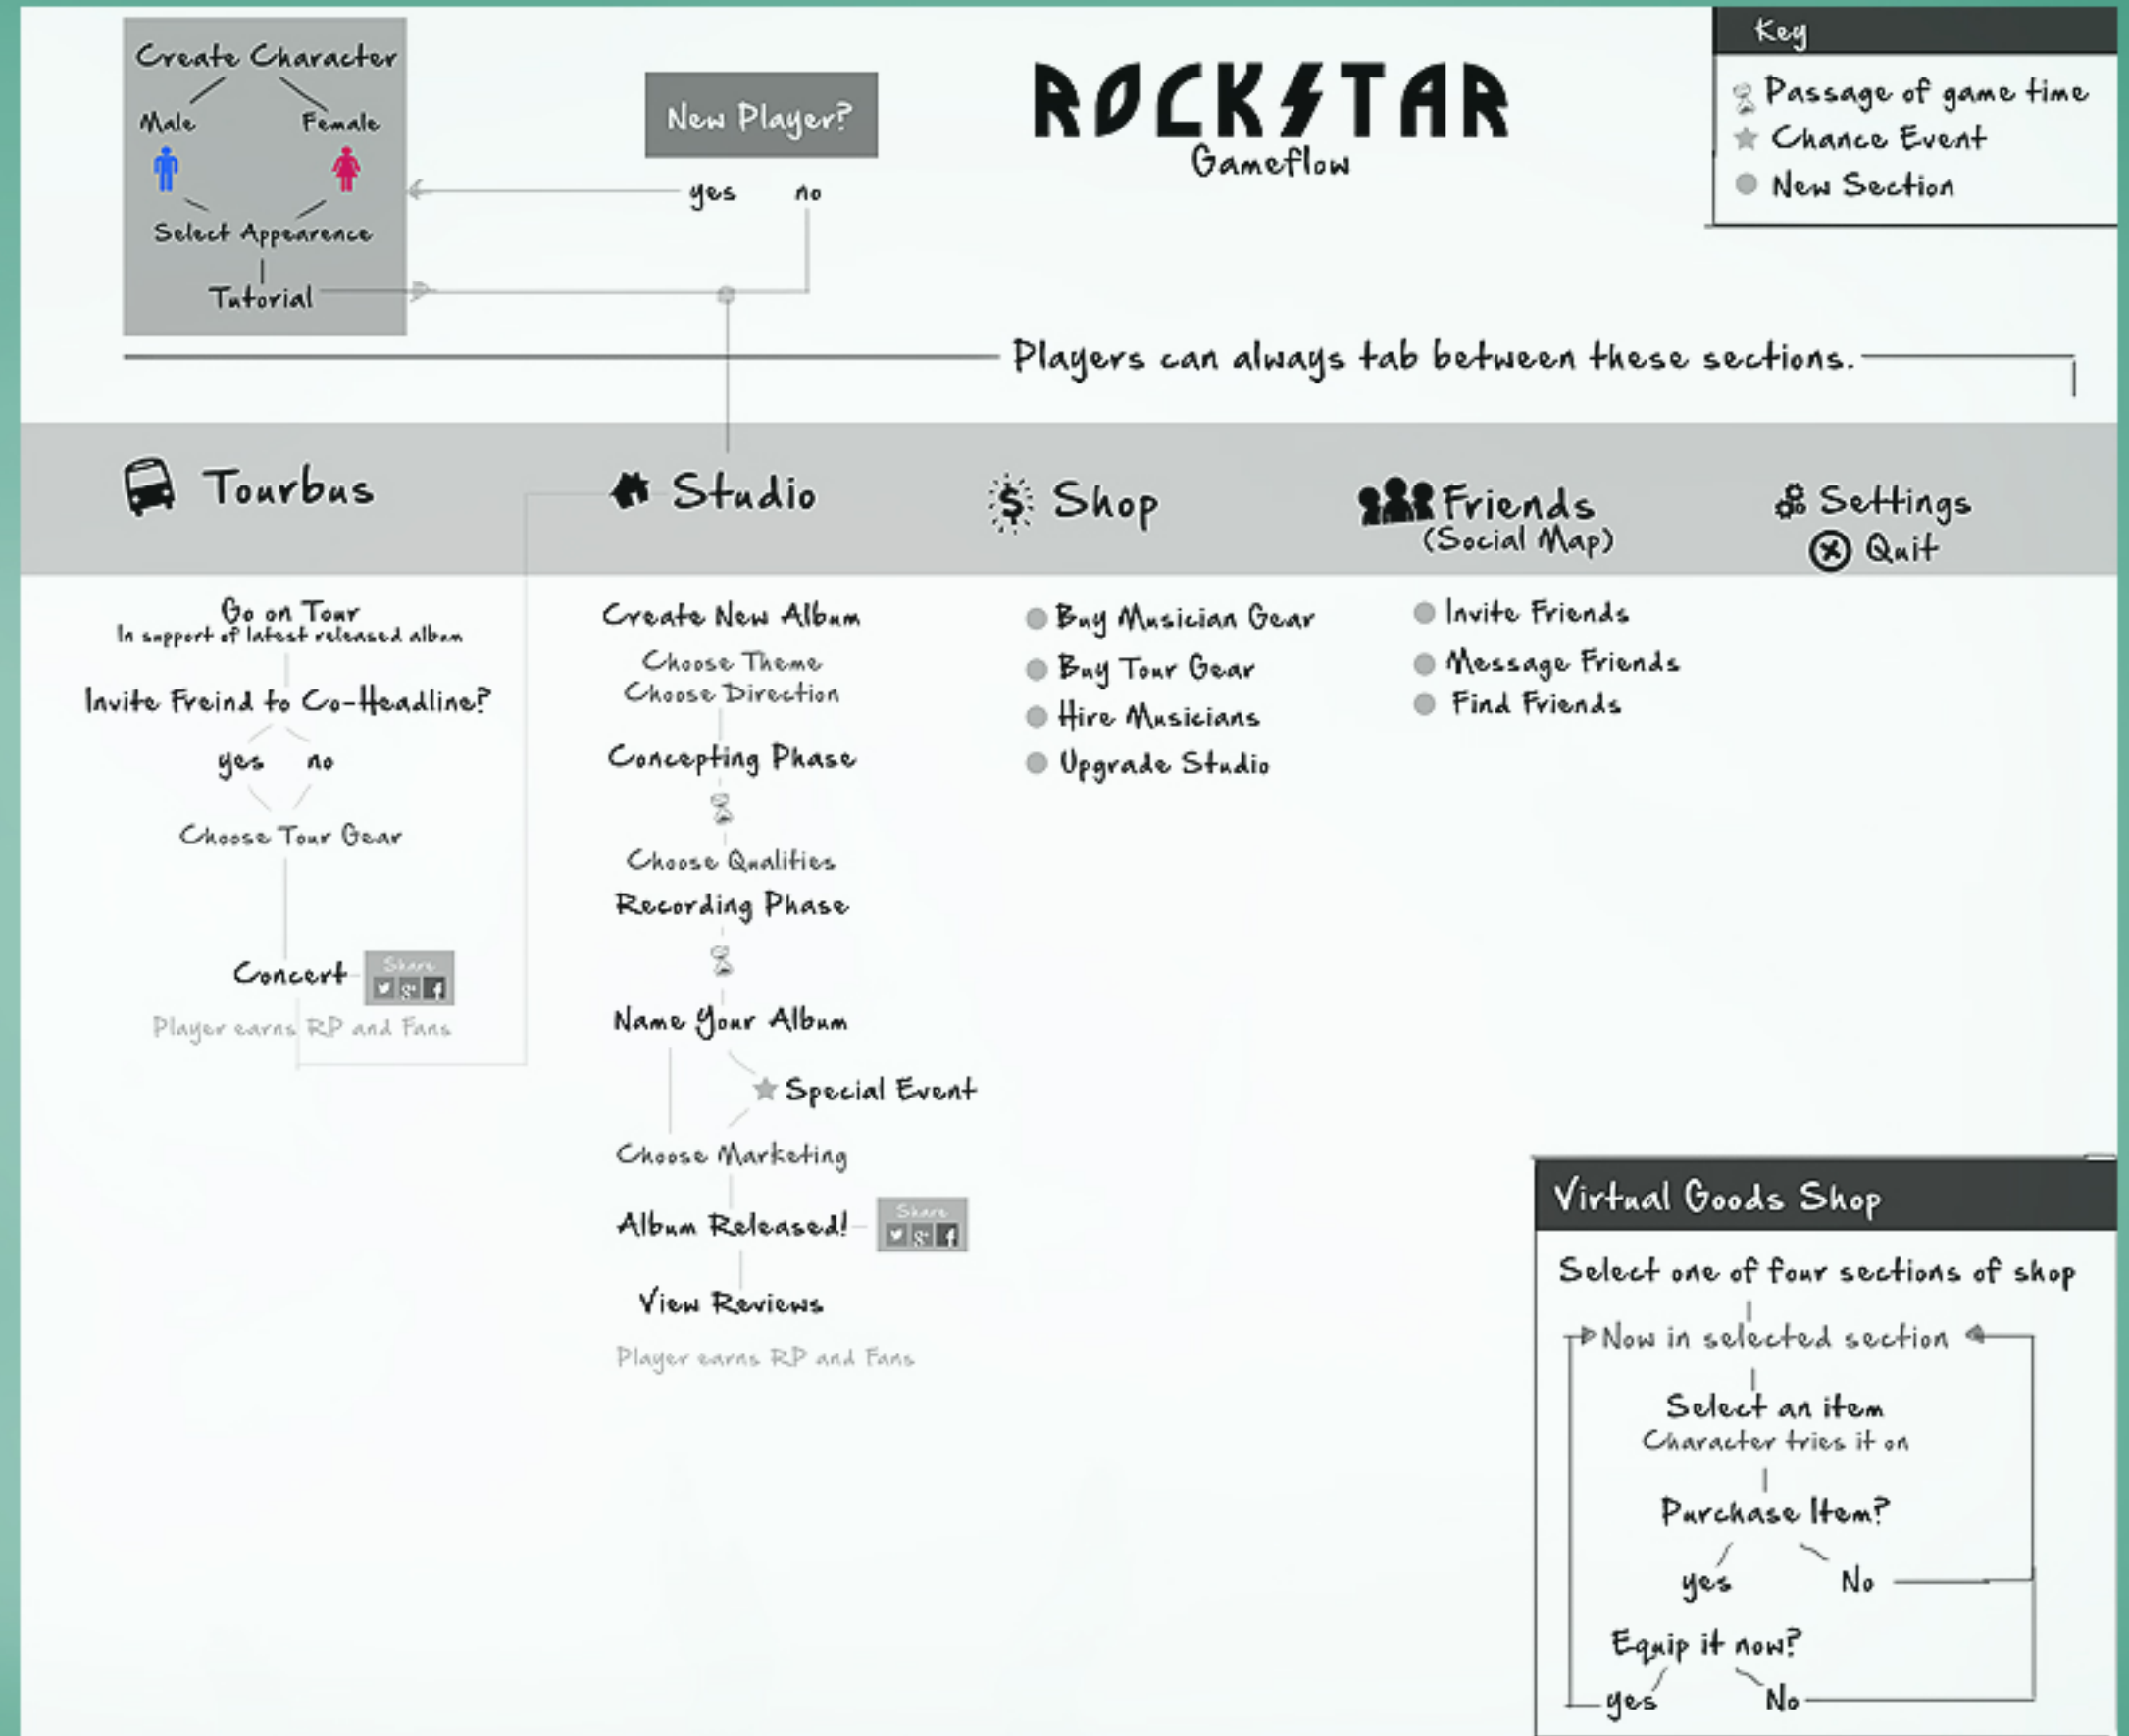 Create Character
Male
Female
Select Appearence
Tutorial
New Player?
yes
no
ROCKSTAR
Gameflow
Key
Passage of game time
Chance Event
New Section
Players can always tab between these sections.
Tourbus
Studio
$ Shop
Friends
(Social Map)
Settings
Quit
Go on Tour
In support of latest released album
Invite Freind to Co-Headline?
yes
no
Choose Tour Gear
Concert
Share
g+ f
Player earns RP and Fans
Create New Album
Choose Theme
Choose Direction
Concepting Phase
Choose Qualities
Recording Phase
Name Your Album
Special Event
Choose Marketing
Album Released!
Share
g+ f
View Reviews
Player earns RP and Fans
Buy Musician Gear
Buy Tour Gear
Hire Musicians
Upgrade Studio
Invite Friends
Message Friends
Find Friends
Virtual Goods Shop
Select one of four sections of shop
Now in selected section
Select an item
Character tries it on
Purchase Item?
yes
No
Equip it now?
yes
No